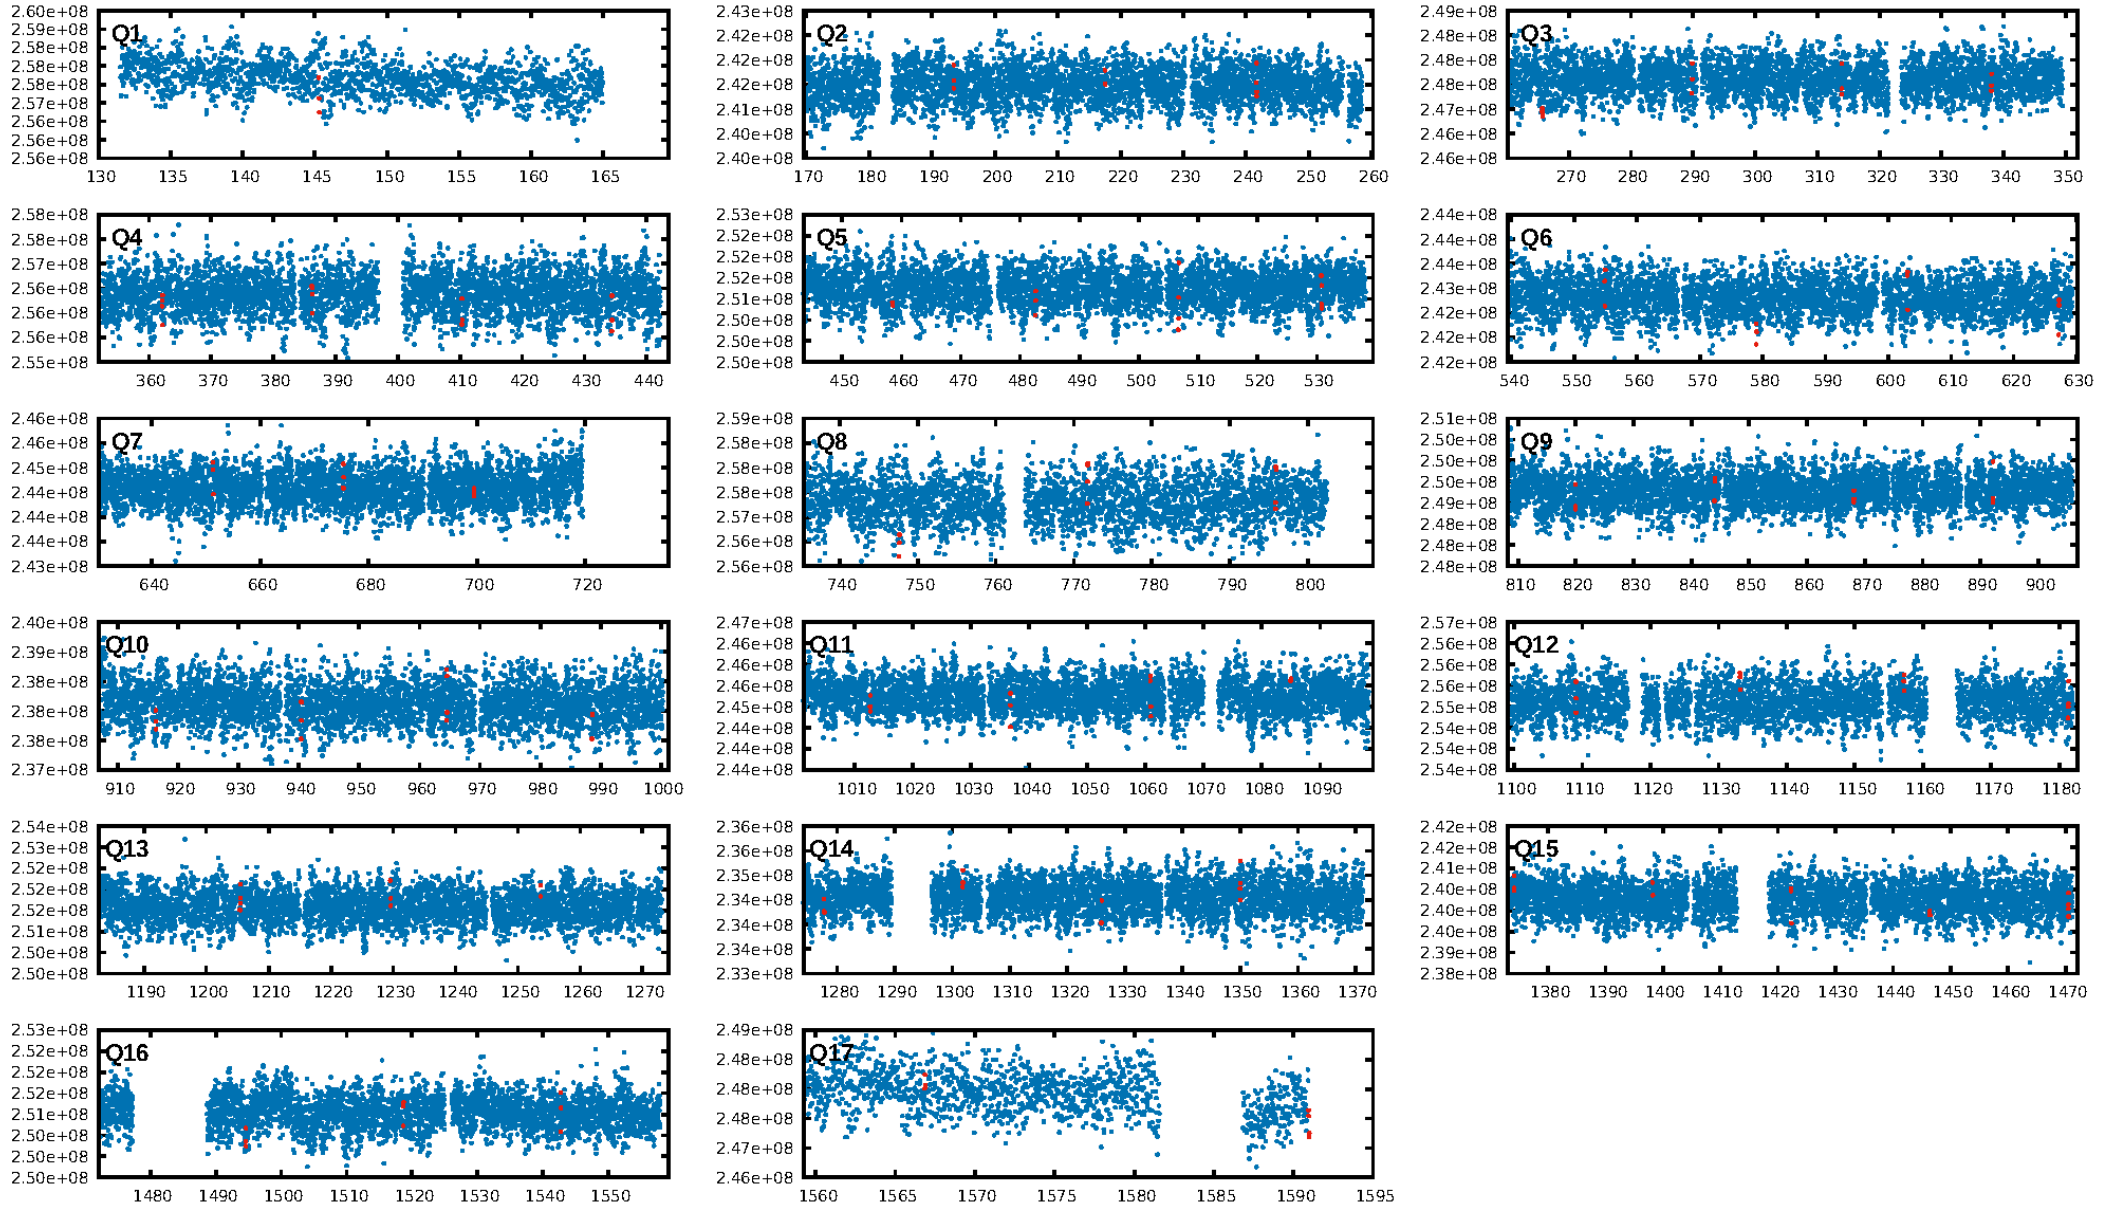 2.60e+08 2.59e+08 2.58e+08 2.58e+08 2.58e+08 2.57e+08 2.56e+08 2.56e+08 2.56e+08
Q1
130 135 140 145 150 155 160 165
2.43e+08 2.42e+08 2.42e+08 2.42e+08 2.41e+08 2.40e+08 2.40e+08
Q2
170 180 190 200 210 220 230 240 250 260
2.49e+08 2.48e+08 2.48e+08 2.48e+08 2.47e+08 2.46e+08 2.46e+08
Q3
270 280 290 300 310 320 330 340 350
2.58e+08 2.58e+08 2.57e+08 2.56e+08 2.56e+08 2.56e+08 2.55e+08
Q4
360 370 380 390 400 410 420 430 440
2.53e+08 2.52e+08 2.52e+08 2.52e+08 2.51e+08 2.50e+08 2.50e+08 2.50e+08
Q5
450 460 470 480 490 500 510 520 530
2.44e+08 2.44e+08 2.44e+08 2.43e+08 2.42e+08 2.42e+08 2.42e+08
Q6
540 550 560 570 580 590 600 610 620 630
2.46e+08 2.46e+08 2.45e+08 2.44e+08 2.44e+08 2.44e+08 2.43e+08
Q7
640 660 680 700 720
2.59e+08 2.58e+08 2.58e+08 2.58e+08 2.57e+08 2.56e+08 2.56e+08
Q8
740 750 760 770 780 790 800
2.51e+08 2.50e+08 2.50e+08 2.50e+08 2.49e+08 2.48e+08 2.48e+08 2.48e+08
Q9
810 820 830 840 850 860 870 880 890 900
2.40e+08 2.39e+08 2.38e+08 2.38e+08 2.38e+08 2.37e+08
Q10
910 920 930 940 950 960 970 980 990 1000
2.47e+08 2.46e+08 2.46e+08 2.46e+08 2.45e+08 2.44e+08 2.44e+08 2.44e+08
Q11
1010 1020 1030 1040 1050 1060 1070 1080 1090
2.57e+08 2.56e+08 2.56e+08 2.55e+08 2.54e+08 2.54e+08 2.54e+08
Q12
1100 1110 1120 1130 1140 1150 1160 1170 1180
2.54e+08 2.52e+08 2.52e+08 2.52e+08 2.51e+08 2.50e+08 2.50e+08
Q13
1190 1200 1210 1220 1230 1240 1250 1260 1270
2.36e+08 2.36e+08 2.35e+08 2.34e+08 2.34e+08 2.34e+08 2.33e+08
Q14
1280 1290 1300 1310 1320 1330 1340 1350 1360 1370
2.42e+08 2.41e+08 2.41e+08 2.40e+08 2.40e+08 2.40e+08 2.39e+08 2.38e+08
Q15
1380 1390 1400 1410 1420 1430 1440 1450 1460 1470
2.53e+08 2.52e+08 2.52e+08 2.52e+08 2.51e+08 2.50e+08 2.50e+08 2.50e+08
Q16
1480 1490 1500 1510 1520 1530 1540 1550
2.49e+08 2.48e+08 2.48e+08 2.48e+08 2.47e+08 2.46e+08
Q17
1560 1565 1570 1575 1580 1585 1590 1595